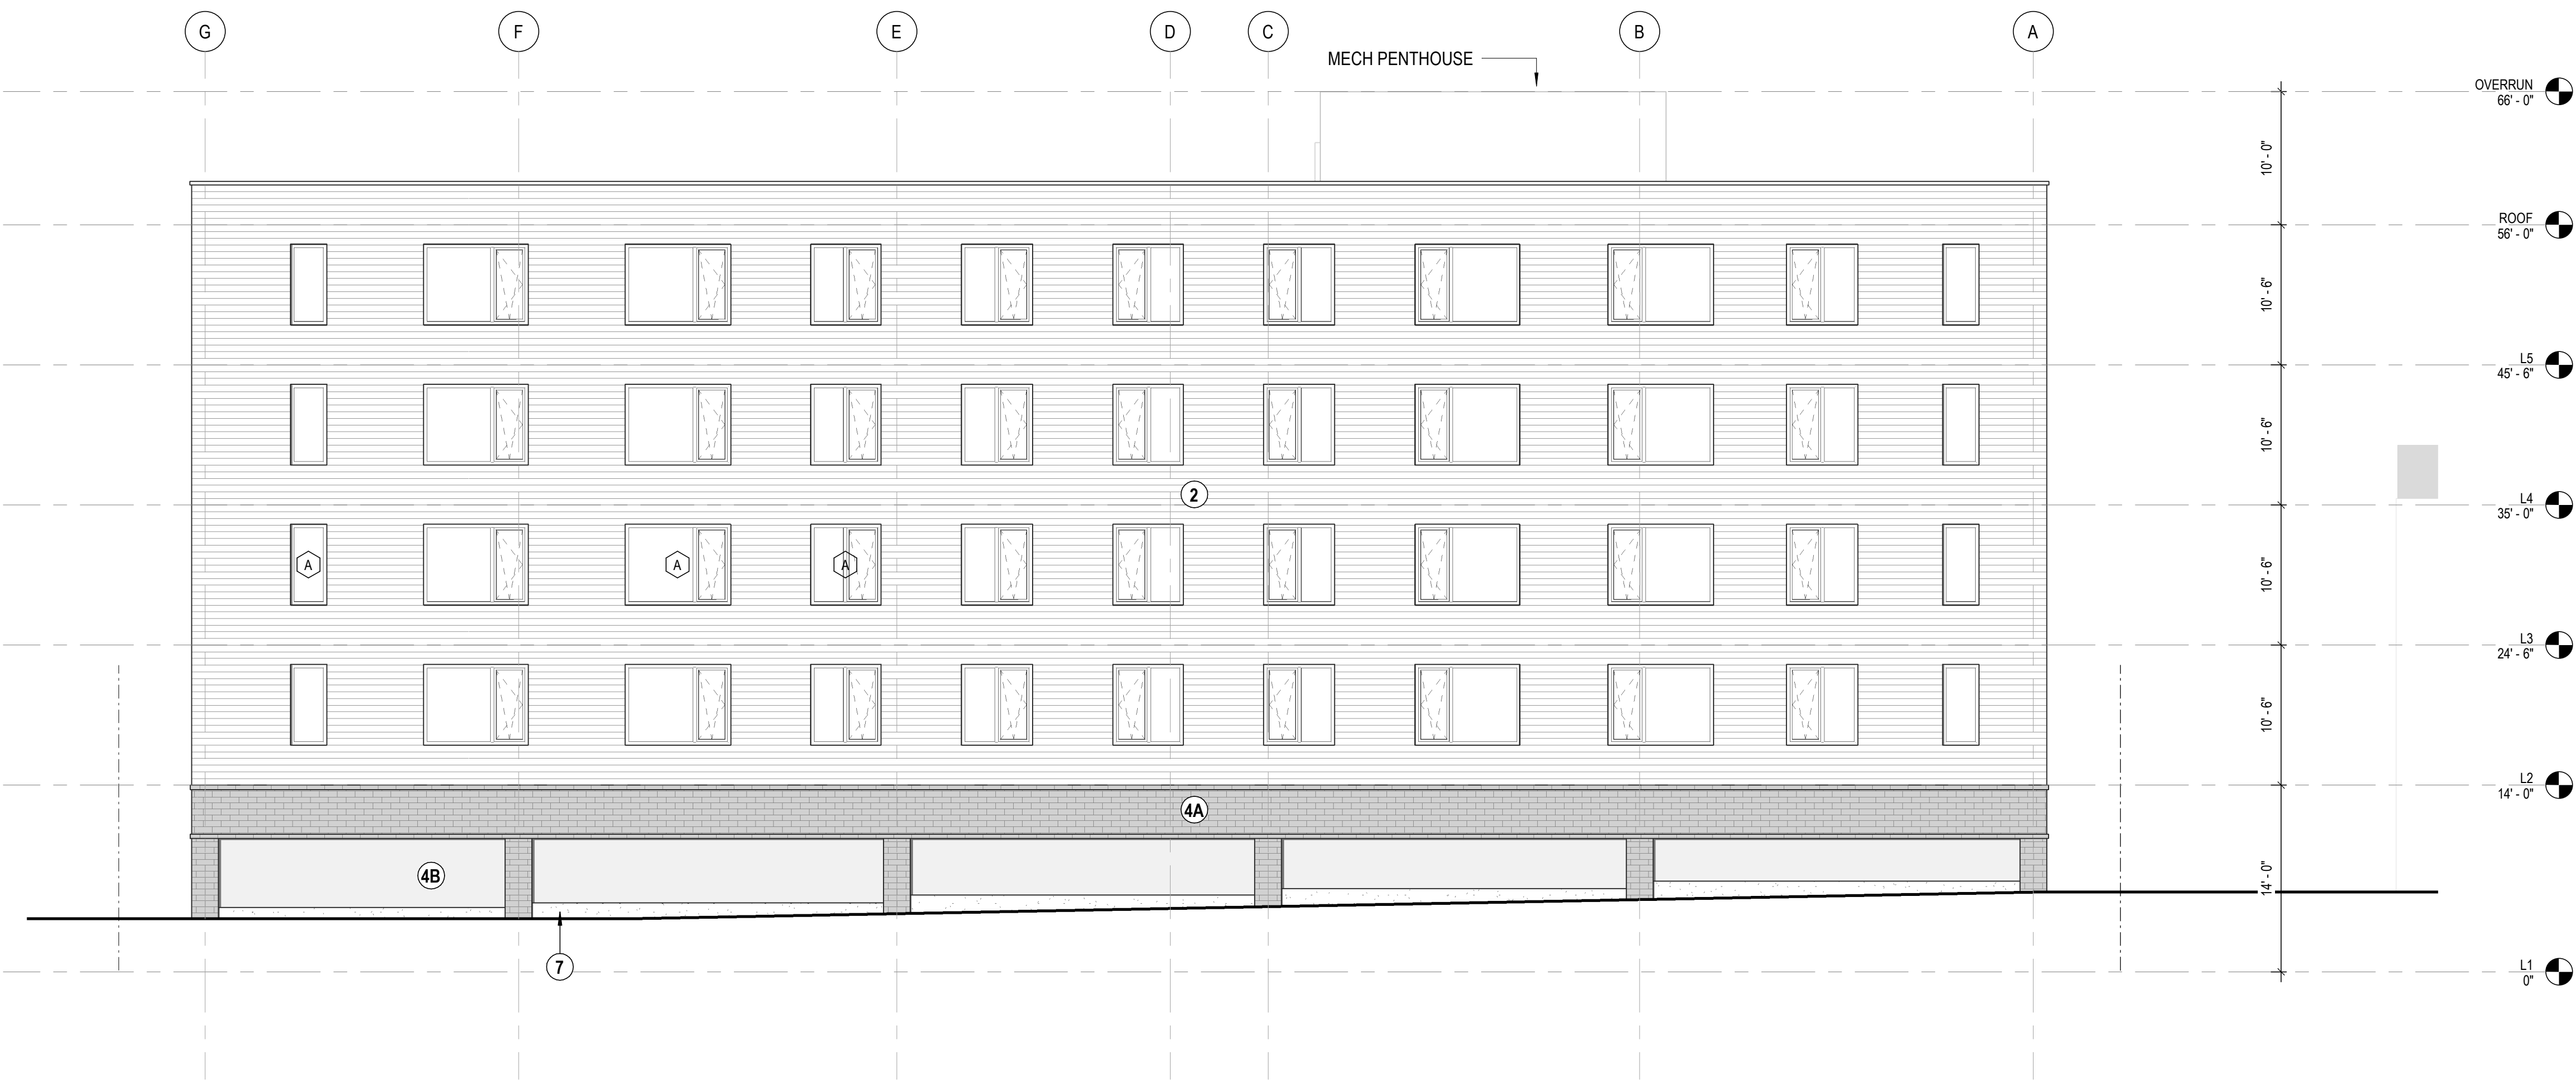 G
F
E
D
C
B
A
MECH PENTHOUSE
OVERRUN
66' - 0"
10' - 0"
ROOF
56' - 0"
10' - 6"
L5
45' - 6"
10' - 6"
2
L4
35' - 0"
A
A
A
10' - 6"
L3
24' - 6"
10' - 6"
L2
14' - 0"
4A
4B
14' - 0"
7
L1
0"